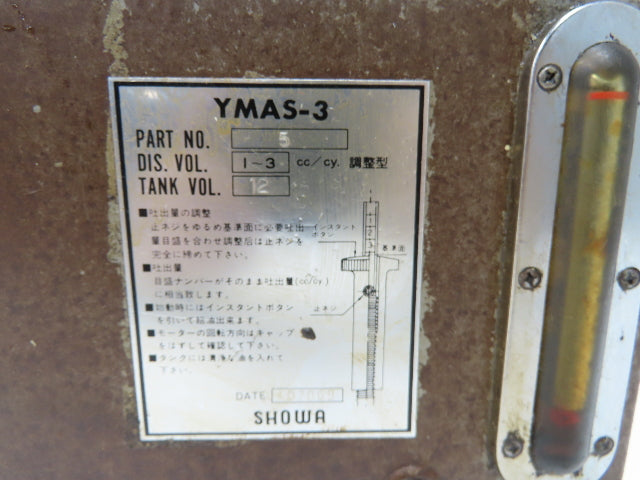 YMAS-3
PART NO. 5
DIS. VOL. 1~3 cc/cy. 調整型
TANK VOL. 12
■吐出量の調整
止ネジをゆるめ基準面に必要吐出
量目盛を合わせ調整后は止ネジを
完全に締めて下さい。
■吐出量
目盛ナンバーがそのまま吐出量(cc/cy.)
に相当致します。
■始動時にはインスタントボタン
を引いて給油出来ます。
■モーターの回転方向はキャップ
をはずして確認して下さい。
■タンクには清浄な油を入れて
下さい。
インスタント
ボタン
1
2
3
基準面
止ネジ
DATE
SHOWA